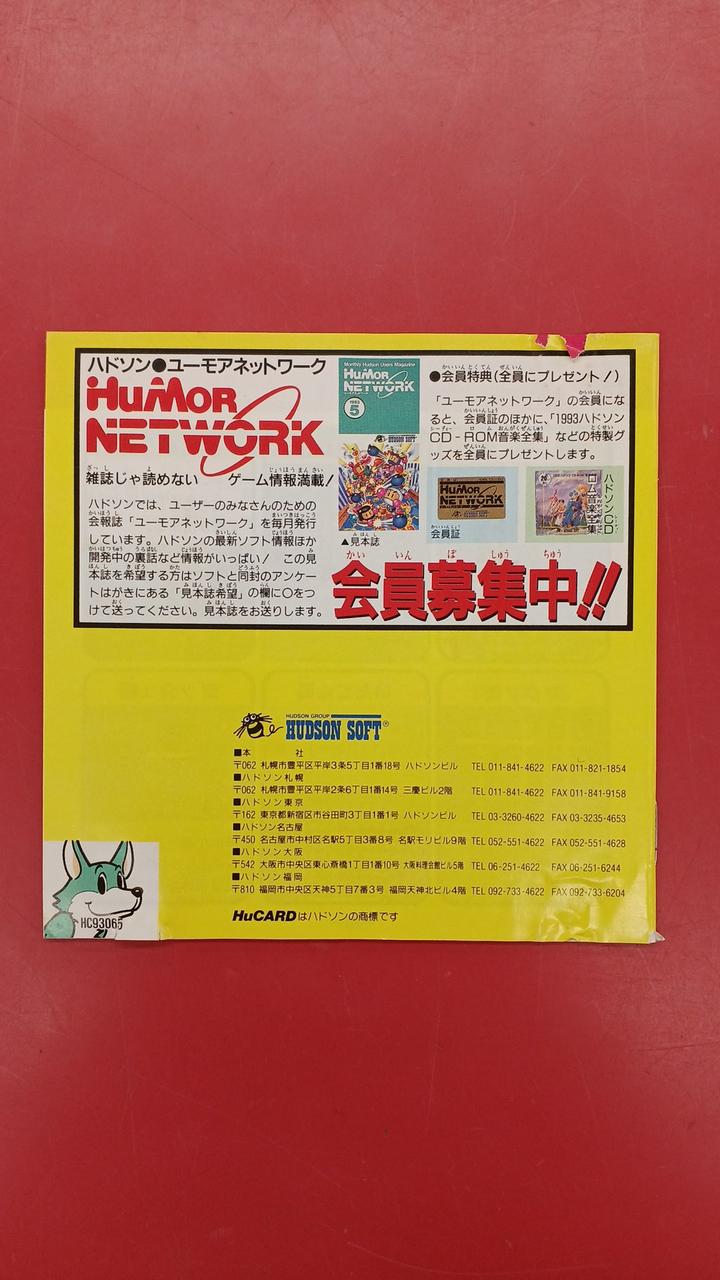 ハドソン●ユーモアネットワーク
HuMoR
NETWORK
雑誌じゃ読めない ゲーム情報満載!
ハドソンでは、ユーザーのみなさんのための
会報誌「ユーモアネットワーク」を毎月発行
しています。ハドソンの最新ソフト情報ほか
開発中の裏話など情報がいっぱい! この見
本誌を希望する方はソフトと同封のアンケー
トはがきにある「見本誌希望」の欄に○をつ
けて送ってください。見本誌をお送りします。
Monthly Hudson Users Magazine
HuMoR
NETWORK
1993
5
HUDSON SOFT
▲見本誌
●会員特典(全員にプレゼント!)
「ユーモアネットワーク」の会員にな
ると、会員証のほかに、「1993ハドソン
CD-ROM音楽全集」などの特製グ
ッズを全員にプレゼントします。
HuMoR
NETWORK
会員証
ハドソンCD
ROM音楽全集
会員募集中!!
HUDSON GROUP
HUDSON SOFT®
■本 社
〒062 札幌市豊平区平岸3条5丁目1番18号 ハドソンビル TEL 011-841-4622 FAX 011-821-1854
■ハドソン札幌
〒062 札幌市豊平区平岸2条6丁目1番14号 三慶ビル2階 TEL 011-841-4622 FAX 011-841-9158
■ハドソン東京
〒162 東京都新宿区市谷田町3丁目1番1号 ハドソンビル TEL 03-3260-4622 FAX 03-3235-4653
■ハドソン名古屋
〒450 名古屋市中村区名駅5丁目3番8号 名駅モリビル9階 TEL 052-551-4622 FAX 052-551-4628
■ハドソン大阪
〒542 大阪市中央区東心斎橋1丁目1番10号 大阪料理会館ビル5階 TEL 06-251-4622 FAX 06-251-6244
■ハドソン福岡
〒810 福岡市中央区天神5丁目7番3号 福岡天神北ビル4階 TEL 092-733-4622 FAX 092-733-6204
HuCARDはハドソンの商標です
HC93065